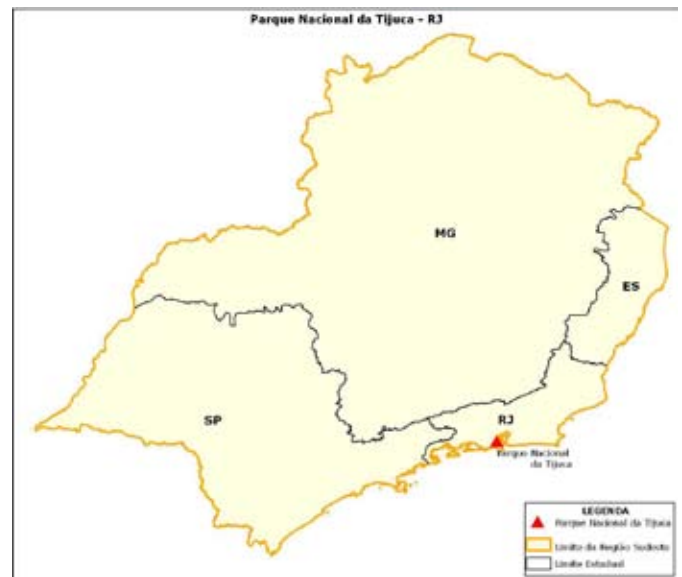 Parque Nacional da Tijuca - RJ
MG
ES
SP
RJ
Parque Nacional
da Tijuca
LEGENDA
Parque Nacional da Tijuca
Limite da Região Sudeste
Limite Estadual